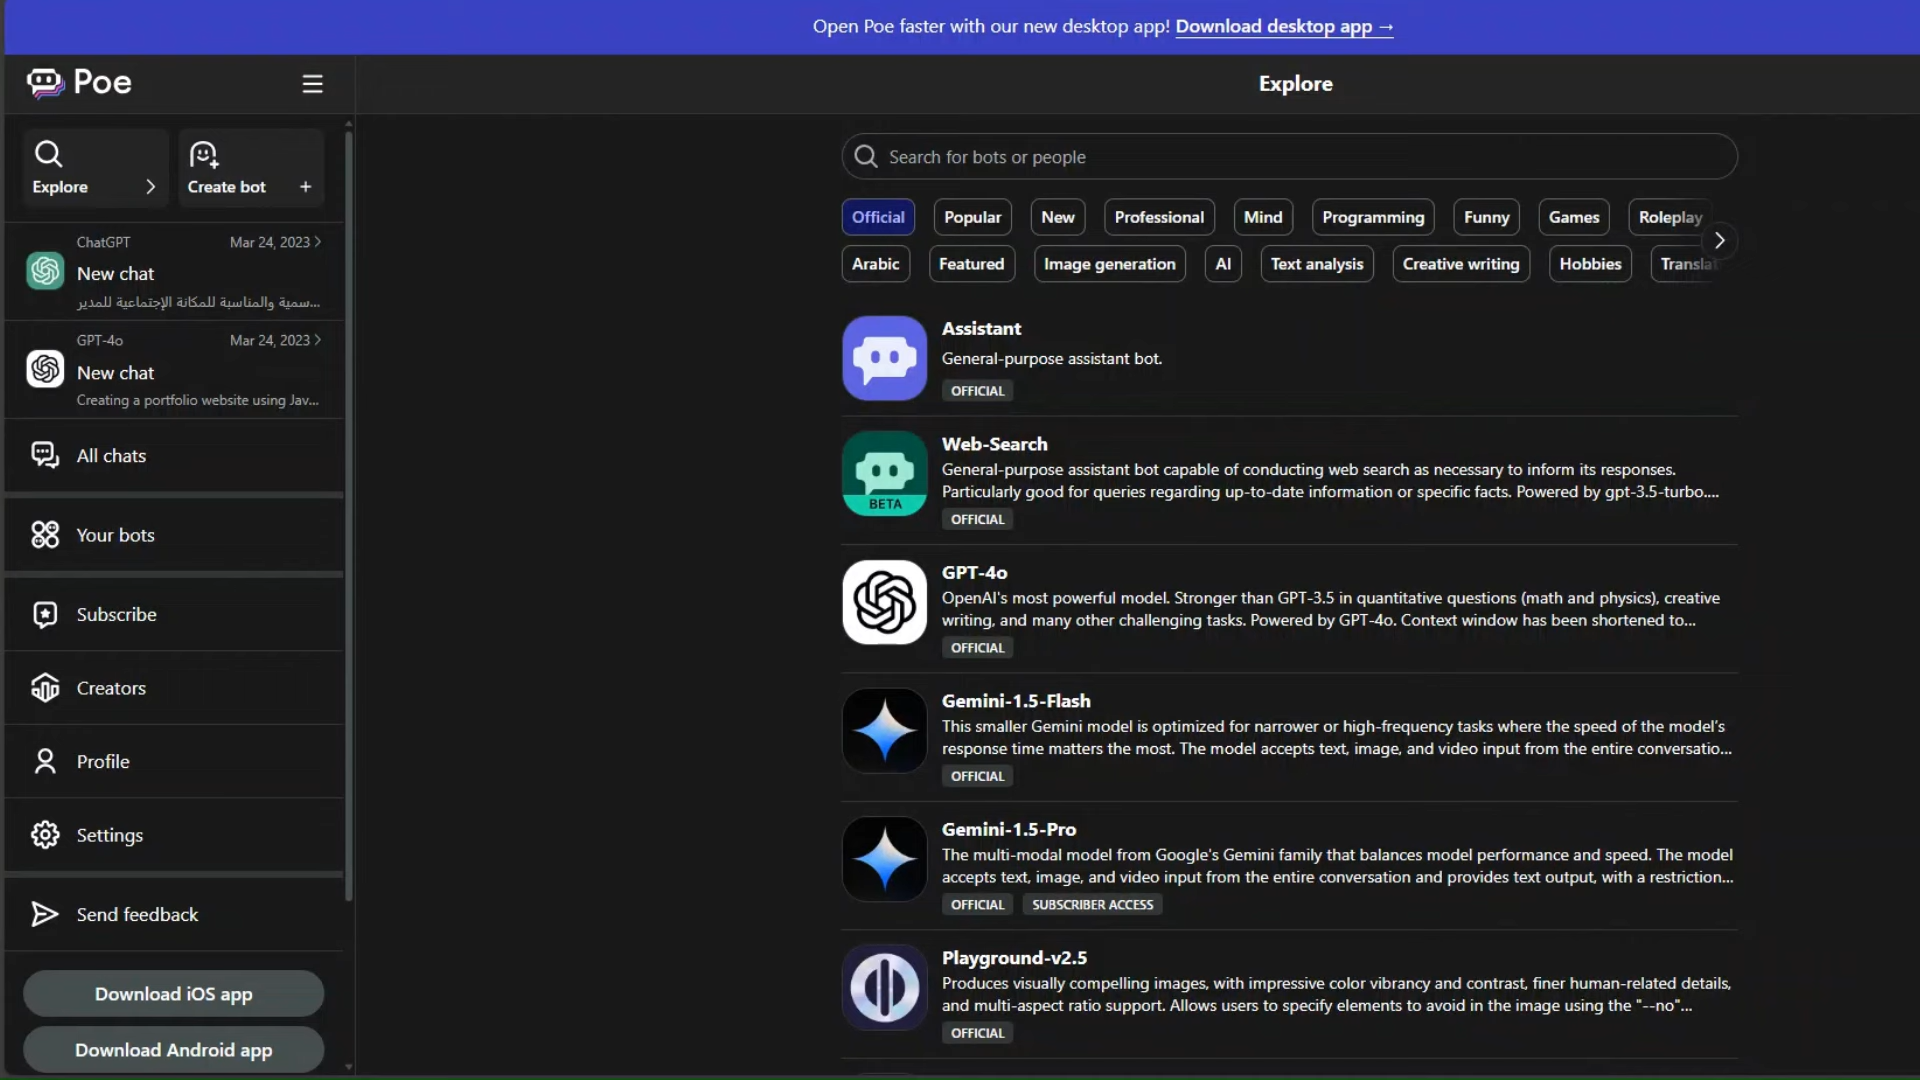 Open Poe faster with our new desktop app! Download desktop app →
Poe
Explore
Explore
Create bot +
ChatGPT
Mar 24, 2023
New chat
...سمية والمناسبة للمكانة الإجتماعية للمدير
GPT-4o
Mar 24, 2023
New chat
Creating a portfolio website using Jav...
All chats
Your bots
Subscribe
Creators
Profile
Settings
Send feedback
Download iOS app
Download Android app
Search for bots or people
Official Popular New Professional Mind Programming Funny Games Roleplay
Arabic Featured Image generation AI Text analysis Creative writing Hobbies Translat
Assistant
General-purpose assistant bot.
OFFICIAL
Web-Search
General-purpose assistant bot capable of conducting web search as necessary to inform its responses.
Particularly good for queries regarding up-to-date information or specific facts. Powered by gpt-3.5-turbo....
BETA
OFFICIAL
GPT-4o
OpenAI's most powerful model. Stronger than GPT-3.5 in quantitative questions (math and physics), creative
writing, and many other challenging tasks. Powered by GPT-4o. Context window has been shortened to...
OFFICIAL
Gemini-1.5-Flash
This smaller Gemini model is optimized for narrower or high-frequency tasks where the speed of the model’s
response time matters the most. The model accepts text, image, and video input from the entire conversatio...
OFFICIAL
Gemini-1.5-Pro
The multi-modal model from Google's Gemini family that balances model performance and speed. The model
accepts text, image, and video input from the entire conversation and provides text output, with a restriction...
OFFICIAL SUBSCRIBER ACCESS
Playground-v2.5
Produces visually compelling images, with impressive color vibrancy and contrast, finer human-related details,
and multi-aspect ratio support. Allows users to specify elements to avoid in the image using the "--no"...
OFFICIAL